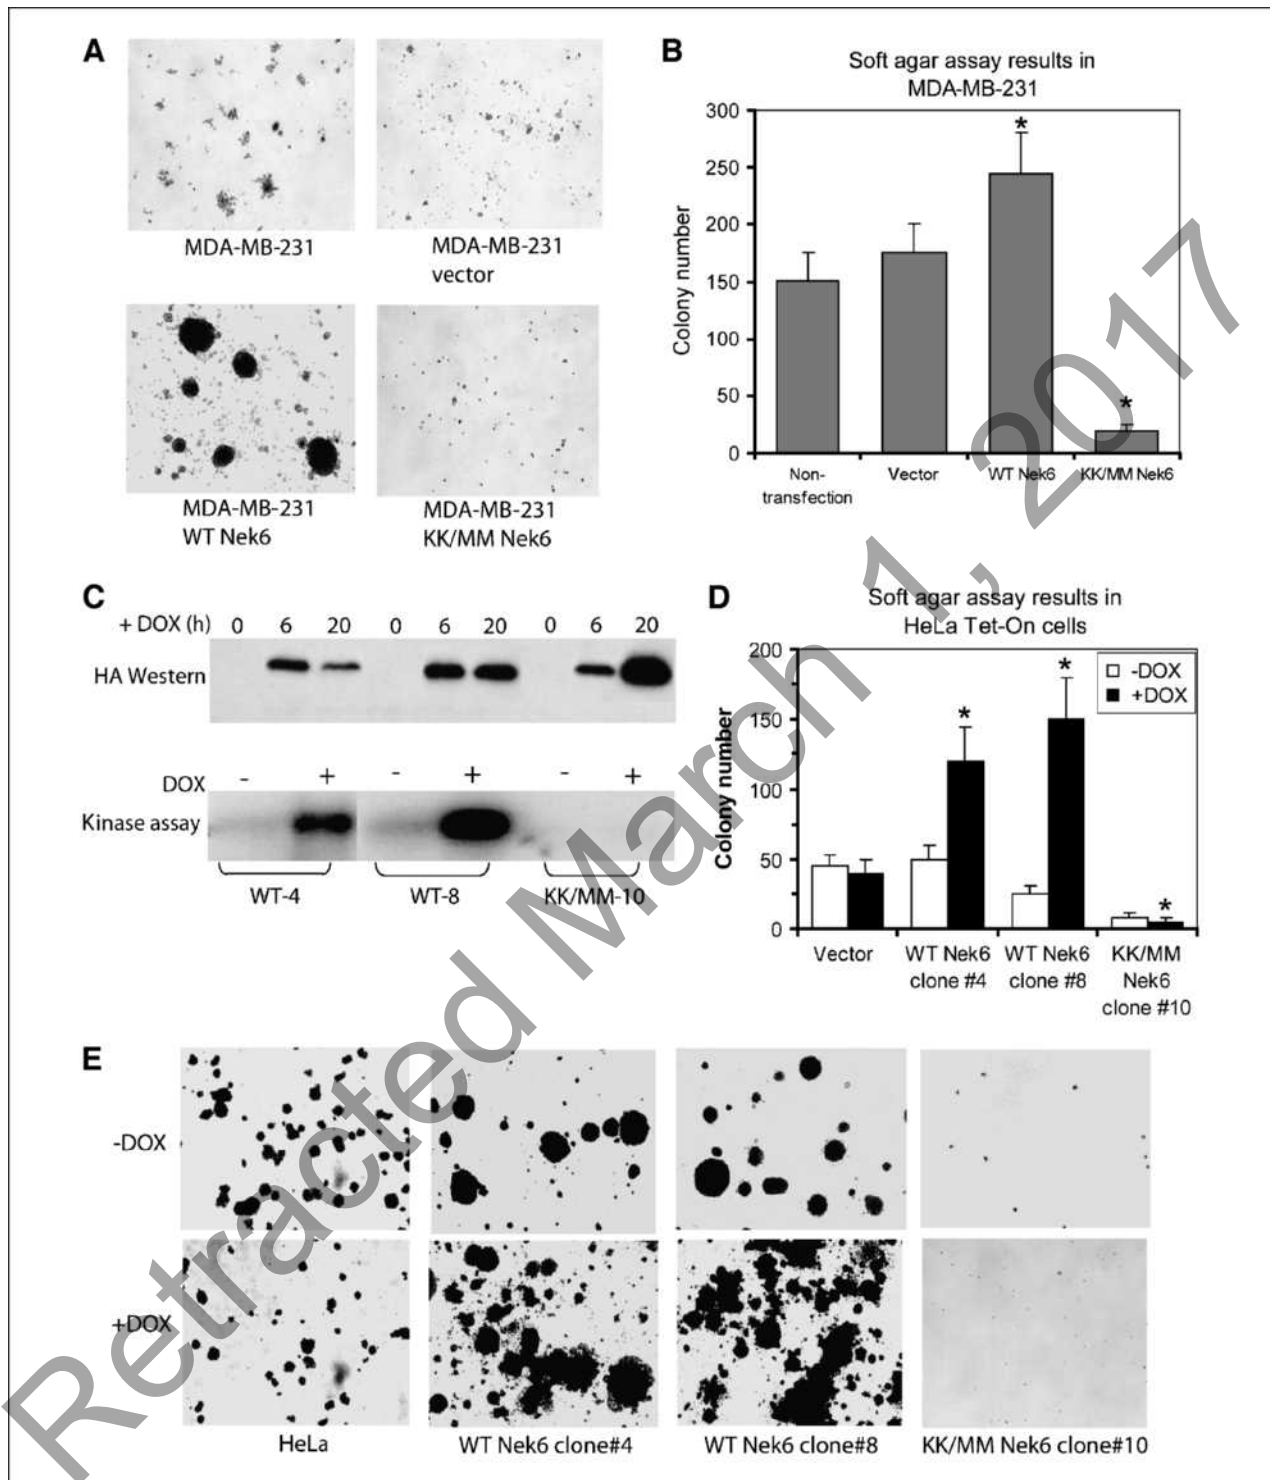 A
MDA-MB-231
MDA-MB-231
vector
MDA-MB-231
WT Nek6
MDA-MB-231
KK/MM Nek6
B
Soft agar assay results in
MDA-MB-231
Colony number
300
250
200
150
100
50
0
*
*
Non-
transfection
Vector
WT Nek6
KK/MM Nek6
C
+ DOX (h) 0 6 20 0 6 20 0 6 20
HA Western
DOX - + - + - +
Kinase assay
WT-4 WT-8 KK/MM-10
D
Soft agar assay results in
HeLa Tet-On cells
Colony number
200
150
100
50
0
-DOX
+DOX
*
*
*
Vector
WT Nek6
clone #4
WT Nek6
clone #8
KK/MM
Nek6
clone #10
E
-DOX
+DOX
HeLa
WT Nek6 clone#4
WT Nek6 clone#8
KK/MM Nek6 clone#10
Retracted March 1, 2017